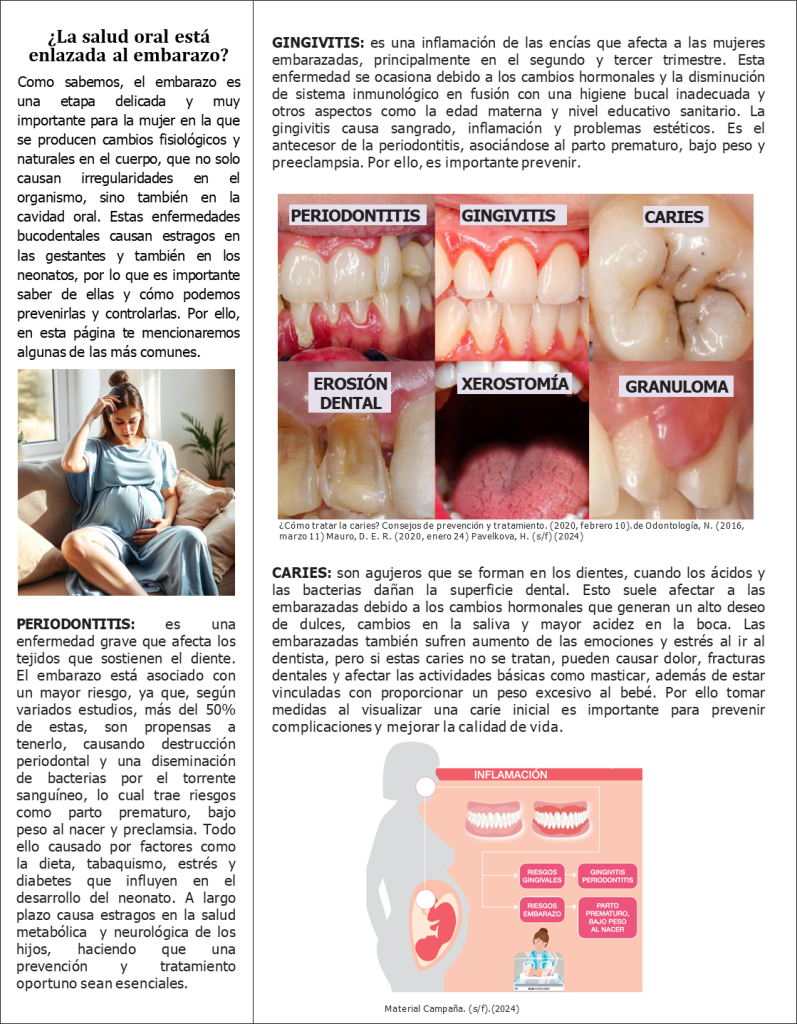 ¿La salud oral está
enlazada al embarazo?
Como sabemos, el embarazo es
una etapa delicada y muy
importante para la mujer en la que
se producen cambios fisiológicos y
naturales en el cuerpo, que no solo
causan irregularidades en el
organismo, sino también en la
cavidad oral. Estas enfermedades
bucodentales causan estragos en
las gestantes y también en los
neonatos, por lo que es importante
saber de ellas y cómo podemos
prevenirlas y controlarlas. Por ello,
en esta página te mencionaremos
algunas de las más comunes.
PERIODONTITIS: es una
enfermedad grave que afecta los
tejidos que sostienen el diente.
El embarazo está asociado con
un mayor riesgo, ya que, según
variados estudios, más del 50%
de estas, son propensas a
tenerlo, causando destrucción
periodontal y una diseminación
de bacterias por el torrente
sanguíneo, lo cual trae riesgos
como parto prematuro, bajo
peso al nacer y preclamsia. Todo
ello causado por factores como
la dieta, tabaquismo, estrés y
diabetes que influyen en el
desarrollo del neonato. A largo
plazo causa estragos en la salud
metabólica y neurológica de los
hijos, haciendo que una
prevención y tratamiento
oportuno sean esenciales.
GINGIVITIS: es una inflamación de las encías que afecta a las mujeres
embarazadas, principalmente en el segundo y tercer trimestre. Esta
enfermedad se ocasiona debido a los cambios hormonales y la disminución
de sistema inmunológico en fusión con una higiene bucal inadecuada y
otros aspectos como la edad materna y nivel educativo sanitario. La
gingivitis causa sangrado, inflamación y problemas estéticos. Es el
antecesor de la periodontitis, asociándose al parto prematuro, bajo peso y
preeclampsia. Por ello, es importante prevenir.
PERIODONTITIS
GINGIVITIS
CARIES
EROSIÓN
DENTAL
XEROSTOMÍA
GRANULOMA
¿Cómo tratar la caries? Consejos de prevención y tratamiento. (2020, febrero 10).de Odontología, N. (2016,
marzo 11) Mauro, D. E. R. (2020, enero 24) Pavelkova, H. (s/f) (2024)
CARIES: son agujeros que se forman en los dientes, cuando los ácidos y
las bacterias dañan la superficie dental. Esto suele afectar a las
embarazadas debido a los cambios hormonales que generan un alto deseo
de dulces, cambios en la saliva y mayor acidez en la boca. Las
embarazadas también sufren aumento de las emociones y estrés al ir al
dentista, pero si estas caries no se tratan, pueden causar dolor, fracturas
dentales y afectar las actividades básicas como masticar, además de estar
vinculadas con proporcionar un peso excesivo al bebé. Por ello tomar
medidas al visualizar una carie inicial es importante para prevenir
complicaciones y mejorar la calidad de vida.
INFLAMACIÓN
RIESGOS
GINGIVALES
GINGIVITIS
PERIODONTITIS
RIESGOS
EMBARAZO
PARTO
PREMATURO,
BAJO PESO
AL NACER
Material Campaña. (s/f).(2024)